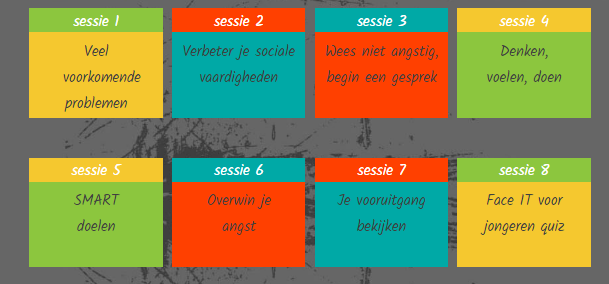 sessie 1
Veel
voorkomende
problemen
sessie 2
Verbeter je sociale
vaardigheden
sessie 3
Wees niet angstig,
begin een gesprek
sessie 4
Denken,
voelen, doen
sessie 5
SMART
doelen
sessie 6
Overwin je
angst
sessie 7
Je vooruitgang
bekijken
sessie 8
Face IT voor
jongeren quiz